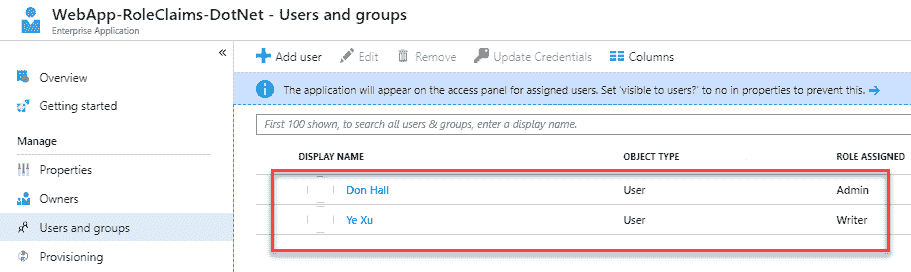 WebApp-RoleClaims-DotNet - Users and groups
Enterprise Application
«
Overview
Getting started
Manage
Properties
Owners
Users and groups
Provisioning
Add user Edit Remove Update Credentials Columns
The application will appear on the access panel for assigned users. Set 'visible to users?' to no in properties to prevent this. →
First 100 shown, to search all users & groups, enter a display name.
DISPLAY NAME OBJECT TYPE ROLE ASSIGNED
Don Hall User Admin
Ye Xu User Writer